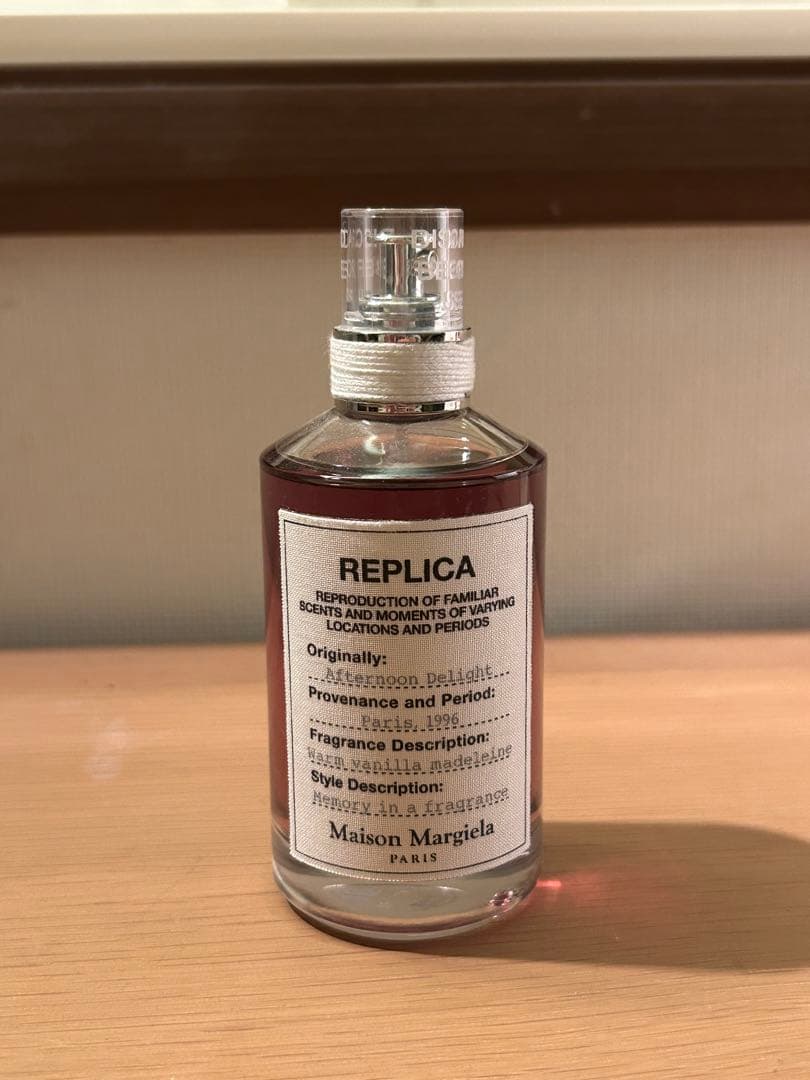 REPLICA
REPRODUCTION OF FAMILIAR
SCENTS AND MOMENTS OF VARYING
LOCATIONS AND PERIODS
Originally:
Afternoon Delight
Provenance and Period:
Paris, 1996
Fragrance Description:
Warm vanilla madeleine
Style Description:
Memory in a fragrance
Maison Margiela
PARIS